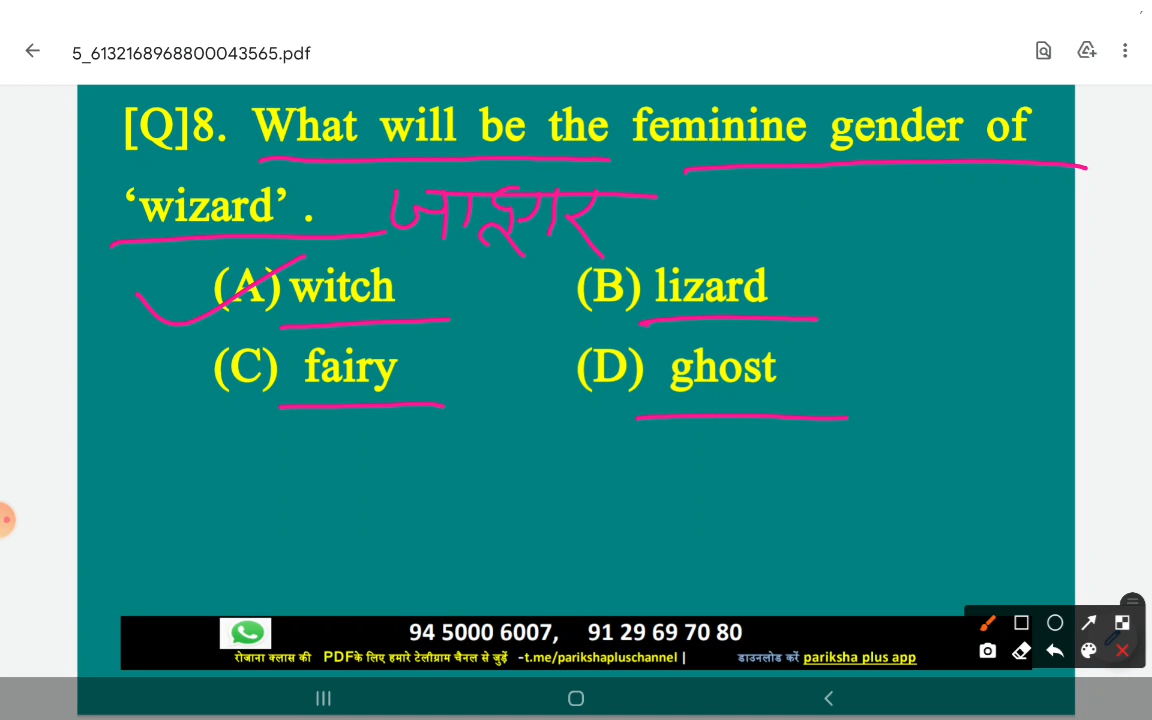 5_6132168968800043565.pdf
[Q]8. What will be the feminine gender of
‘wizard’ . जादूगर
(A) witch (B) lizard
(C) fairy (D) ghost
94 5000 6007, 91 29 69 70 80
रोजाना क्लास की PDFके लिए हमारे टेलीग्राम चैनल से जुड़ें -t.me/parikshapluschannel | डाउनलोड करें pariksha plus app